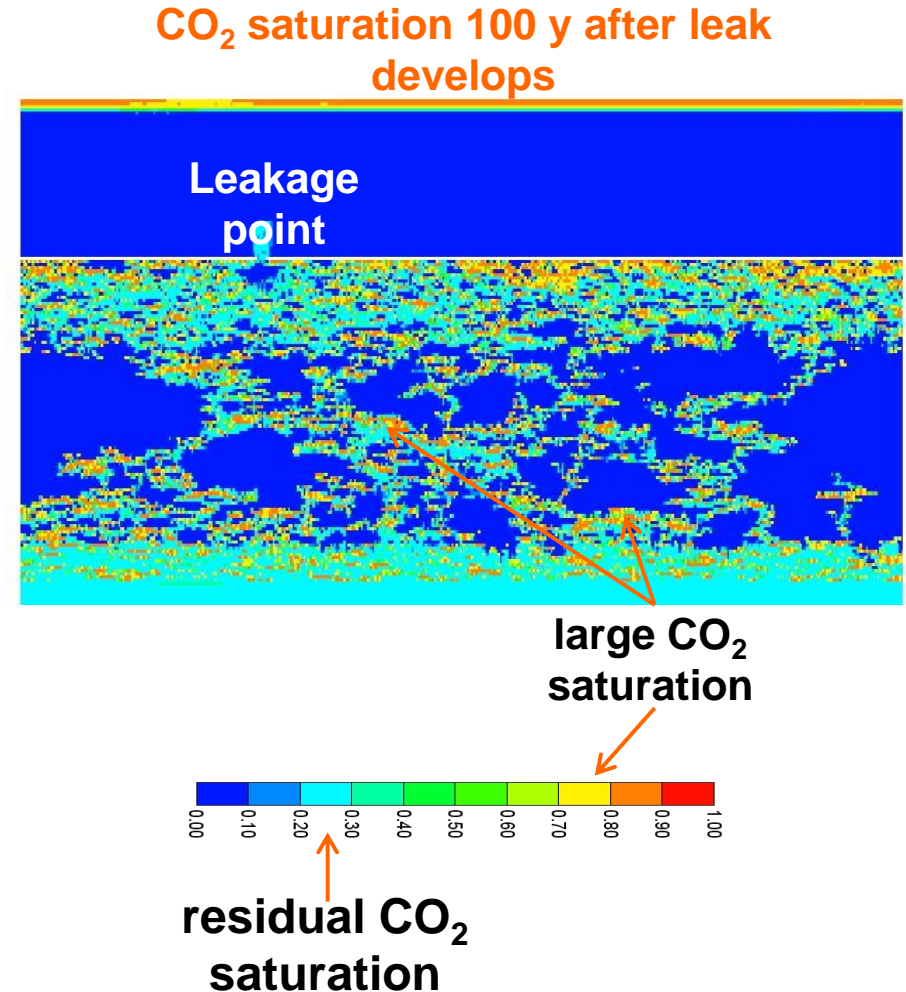 CO₂ saturation 100 y after leak
develops
Leakage
point
large CO₂
saturation
0.00 0.10 0.20 0.30 0.40 0.50 0.60 0.70 0.80 0.90 1.00
residual CO₂
saturation